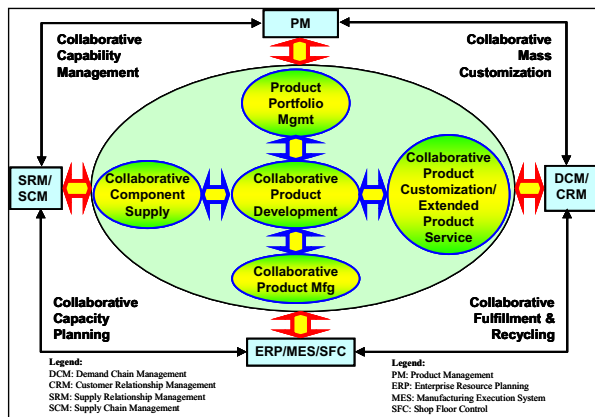 PM
Collaborative
Capability
Management
Collaborative
Mass
Customization
Product
Portfolio
Mgmt
SRM/
SCM
Collaborative
Component
Supply
Collaborative
Product
Development
Collaborative
Product
Customization/
Extended
Product
Service
DCM/
CRM
Collaborative
Product Mfg
Collaborative
Capacity
Planning
Collaborative
Fulfillment &
Recycling
ERP/MES/SFC
Legend:
DCM: Demand Chain Management
CRM: Customer Relationship Management
SRM: Supply Relationship Management
SCM: Supply Chain Management
Legend:
PM: Product Management
ERP: Enterprise Resource Planning
MES: Manufacturing Execution System
SFC: Shop Floor Control